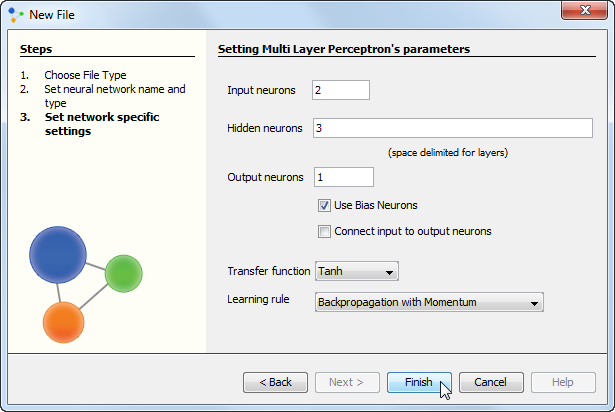 New File
Steps
1. Choose File Type
2. Set neural network name and
type
3. Set network specific
settings
Setting Multi Layer Perceptron's parameters
Input neurons 2
Hidden neurons 3
(space delimited for layers)
Output neurons 1
Use Bias Neurons
Connect input to output neurons
Transfer function Tanh
Learning rule Backpropagation with Momentum
< Back Next > Finish Cancel Help